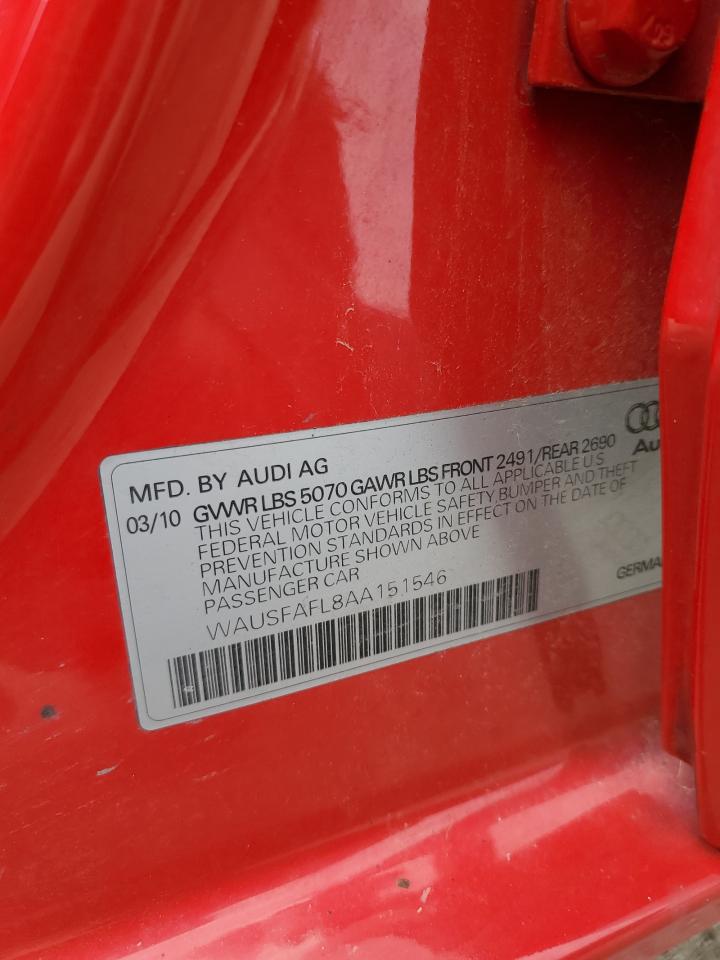 MFD. BY AUDI AG
03/10 GVWR LBS 5070 GAWR LBS FRONT 2491/REAR 2690
THIS VEHICLE CONFORMS TO ALL APPLICABLE U S
FEDERAL MOTOR VEHICLE SAFETY,BUMPER AND THEFT
PREVENTION STANDARDS IN EFFECT ON THE DATE OF
MANUFACTURE SHOWN ABOVE
PASSENGER CAR
WAUSFAFL8AA151546
Au
GERMA